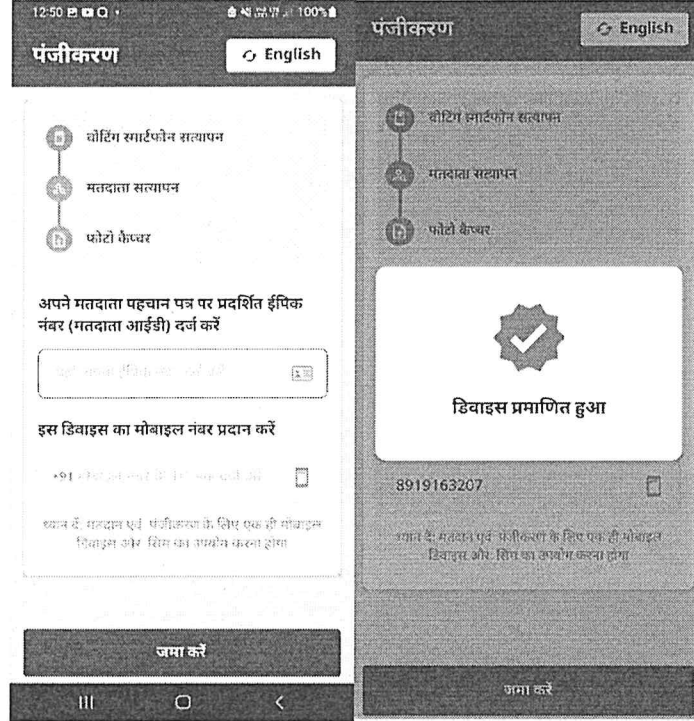 12:50
100%
पंजीकरण
English
वोटिंग स्मार्टफोन सत्यापन
मतदाता सत्यापन
फोटो कैप्चर
अपने मतदाता पहचान पत्र पर प्रदर्शित ईपिक
नंबर (मतदाता आईडी) दर्ज करें
इस डिवाइस का मोबाइल नंबर प्रदान करें
+91
ध्यान दें: मतदान एवं पंजीकरण के लिए एक ही मोबाइल
डिवाइस और सिम का उपयोग करना होगा
जमा करें
पंजीकरण
English
वोटिंग स्मार्टफोन सत्यापन
मतदाता सत्यापन
फोटो कैप्चर
डिवाइस प्रमाणित हुआ
8919163207
ध्यान दें: मतदान एवं पंजीकरण के लिए एक ही मोबाइल
डिवाइस और सिम का उपयोग करना होगा
जमा करें